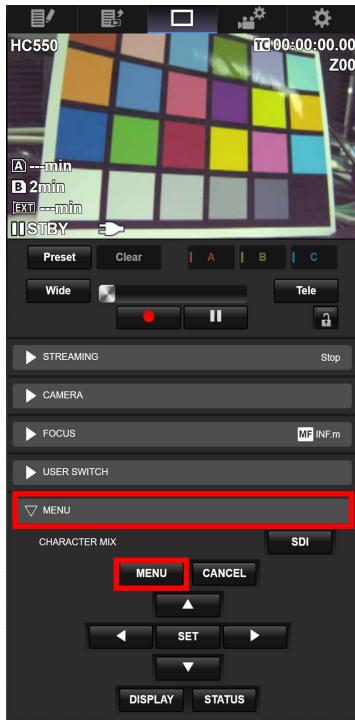 HC550 TC 00:00:00.00
Z00
A ---min
B 2min
EXT ---min
STBY
Preset Clear A B C
Wide Tele
STREAMING Stop
CAMERA
FOCUS MF INF.m
USER SWITCH
MENU
CHARACTER MIX SDI
MENU CANCEL
SET
DISPLAY STATUS